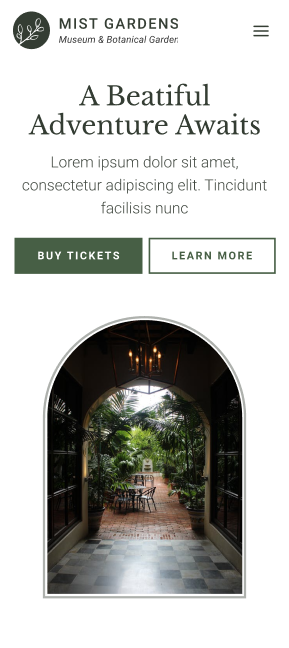 MIST GARDENS
Museum & Botanical Garden
A Beatiful
Adventure Awaits
Lorem ipsum dolor sit amet,
consectetur adipiscing elit. Tincidunt
facilisis nunc
BUY TICKETS
LEARN MORE